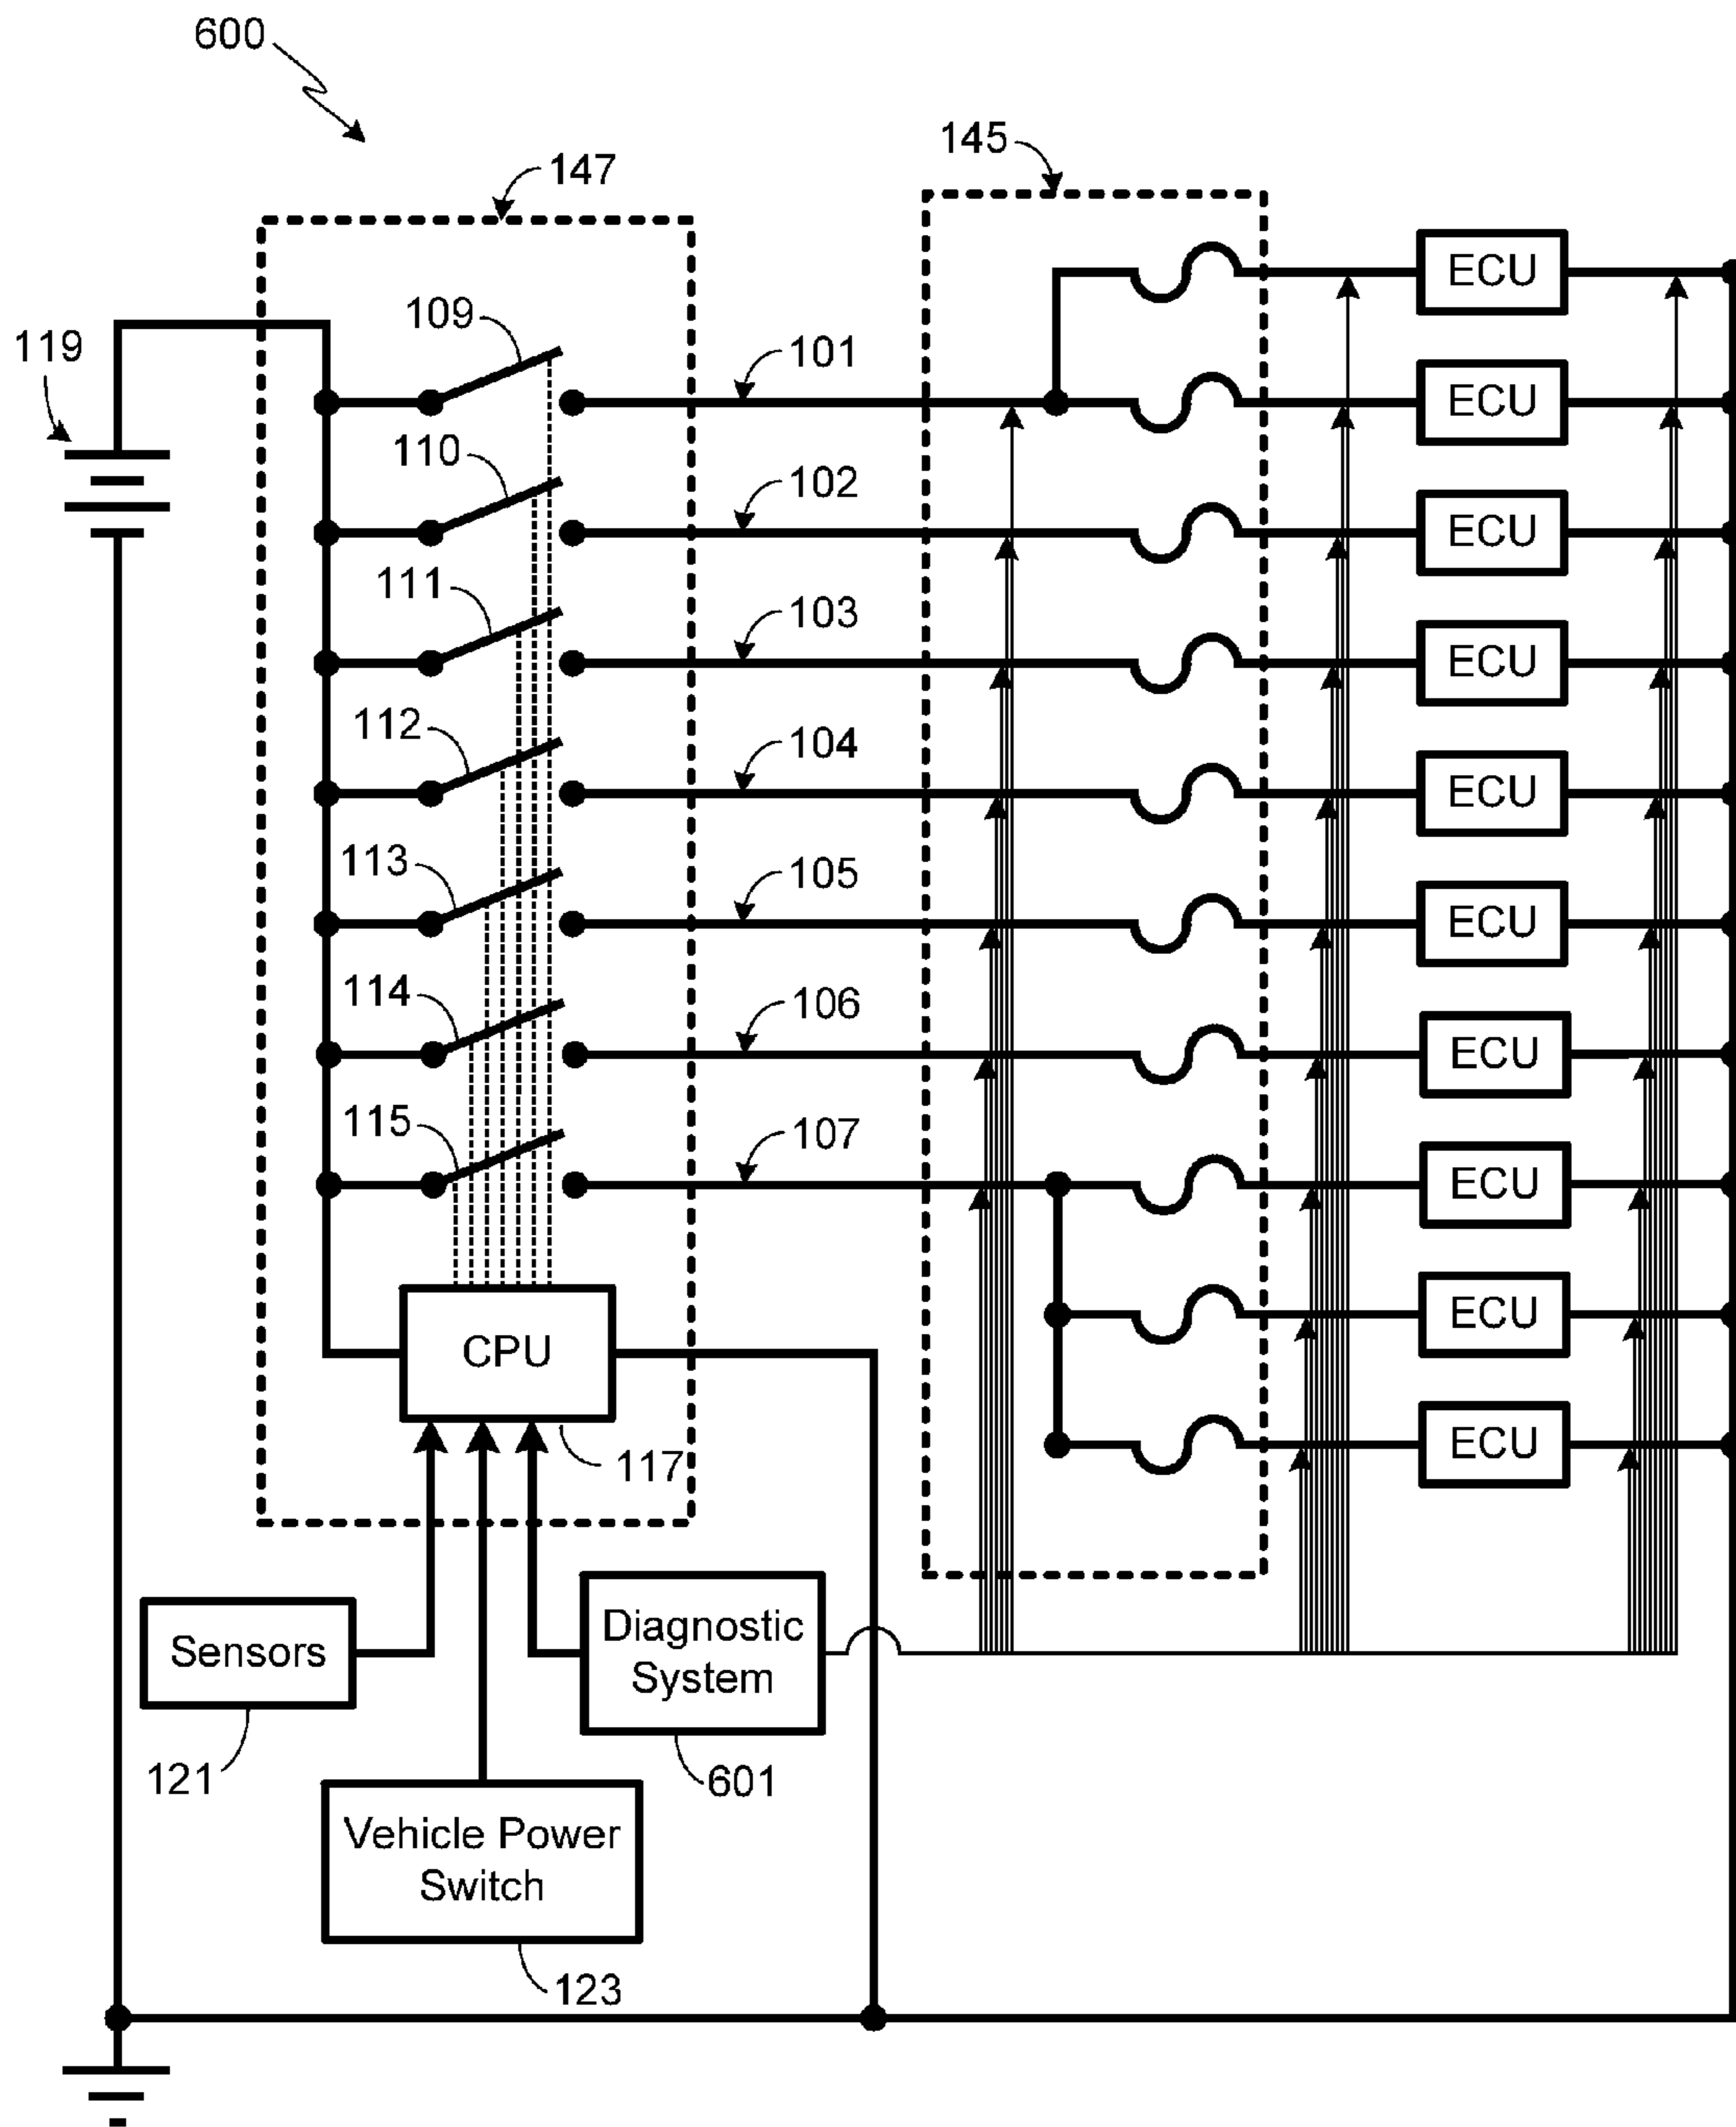 600
147
145
ECU
109
101
119
ECU
110
102
ECU
111
103
ECU
112
104
ECU
113
105
ECU
114
106
ECU
115
107
ECU
CPU
ECU
117
ECU
Sensors
Diagnostic
System
121
601
Vehicle Power
Switch
123